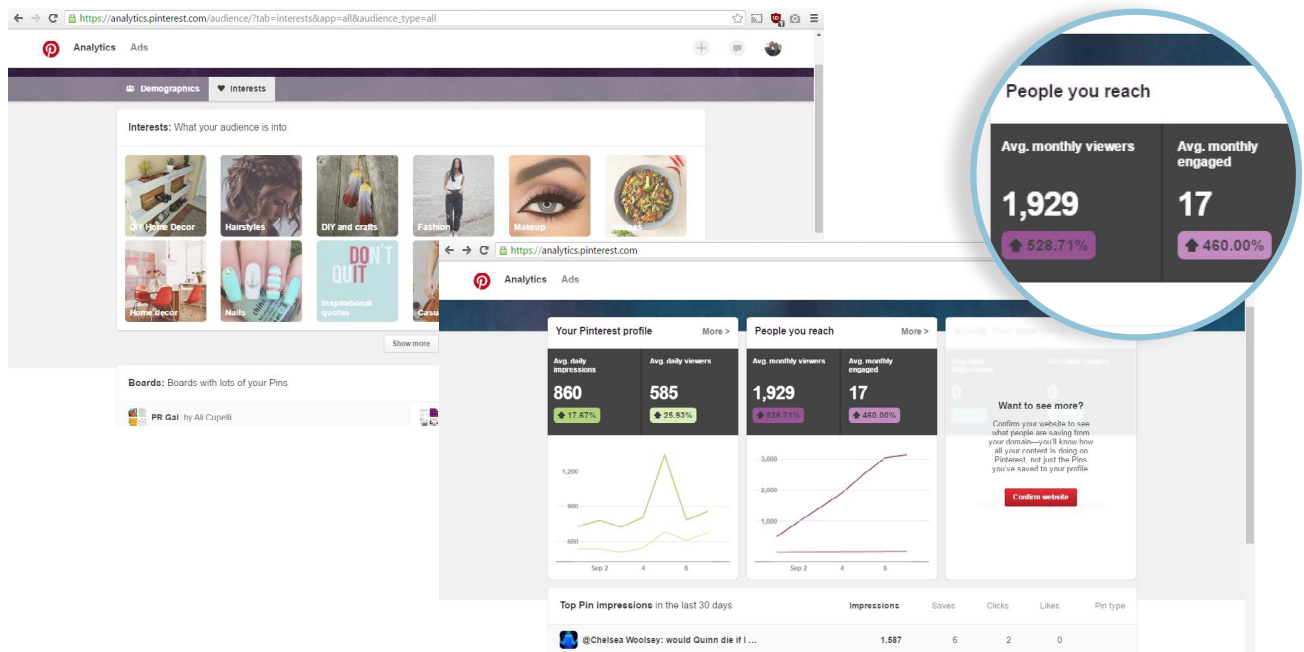 https://analytics.pinterest.com/audience/?tab=interests&app=all&audience_type=all
Analytics Ads
Demographics Interests
Interests: What your audience is into
DIY Home Decor Hairstyles DIY and crafts Fashion Makeup
Home decor Nails DON'T QUIT Inspirational quotes
Show more
Boards: Boards with lots of your Pins
PR Gal by Ali Cupelli
People you reach
Avg. monthly viewers Avg. monthly engaged
1,929 17
528.71% 460.00%
https://analytics.pinterest.com
Analytics Ads
Your Pinterest profile More >
Avg. daily impressions Avg. daily viewers
860 585
17.67% 25.93%
1,200
900
600
Sep 2 4 6
People you reach More >
Avg. monthly viewers Avg. monthly engaged
1,929 17
528.71% 460.00%
3,000
2,000
1,000
Sep 2 4 6
0 0
Want to see more?
Confirm your website to see
what people are saving from
your domain—you'll know how
all your content is doing on
Pinterest, not just the Pins
you've saved to your profile
Confirm website
Top Pin impressions in the last 30 days Impressions Saves Clicks Likes Pin type
@Chelsea Woolsey: would Quinn die if I ... 1,587 6 2 0